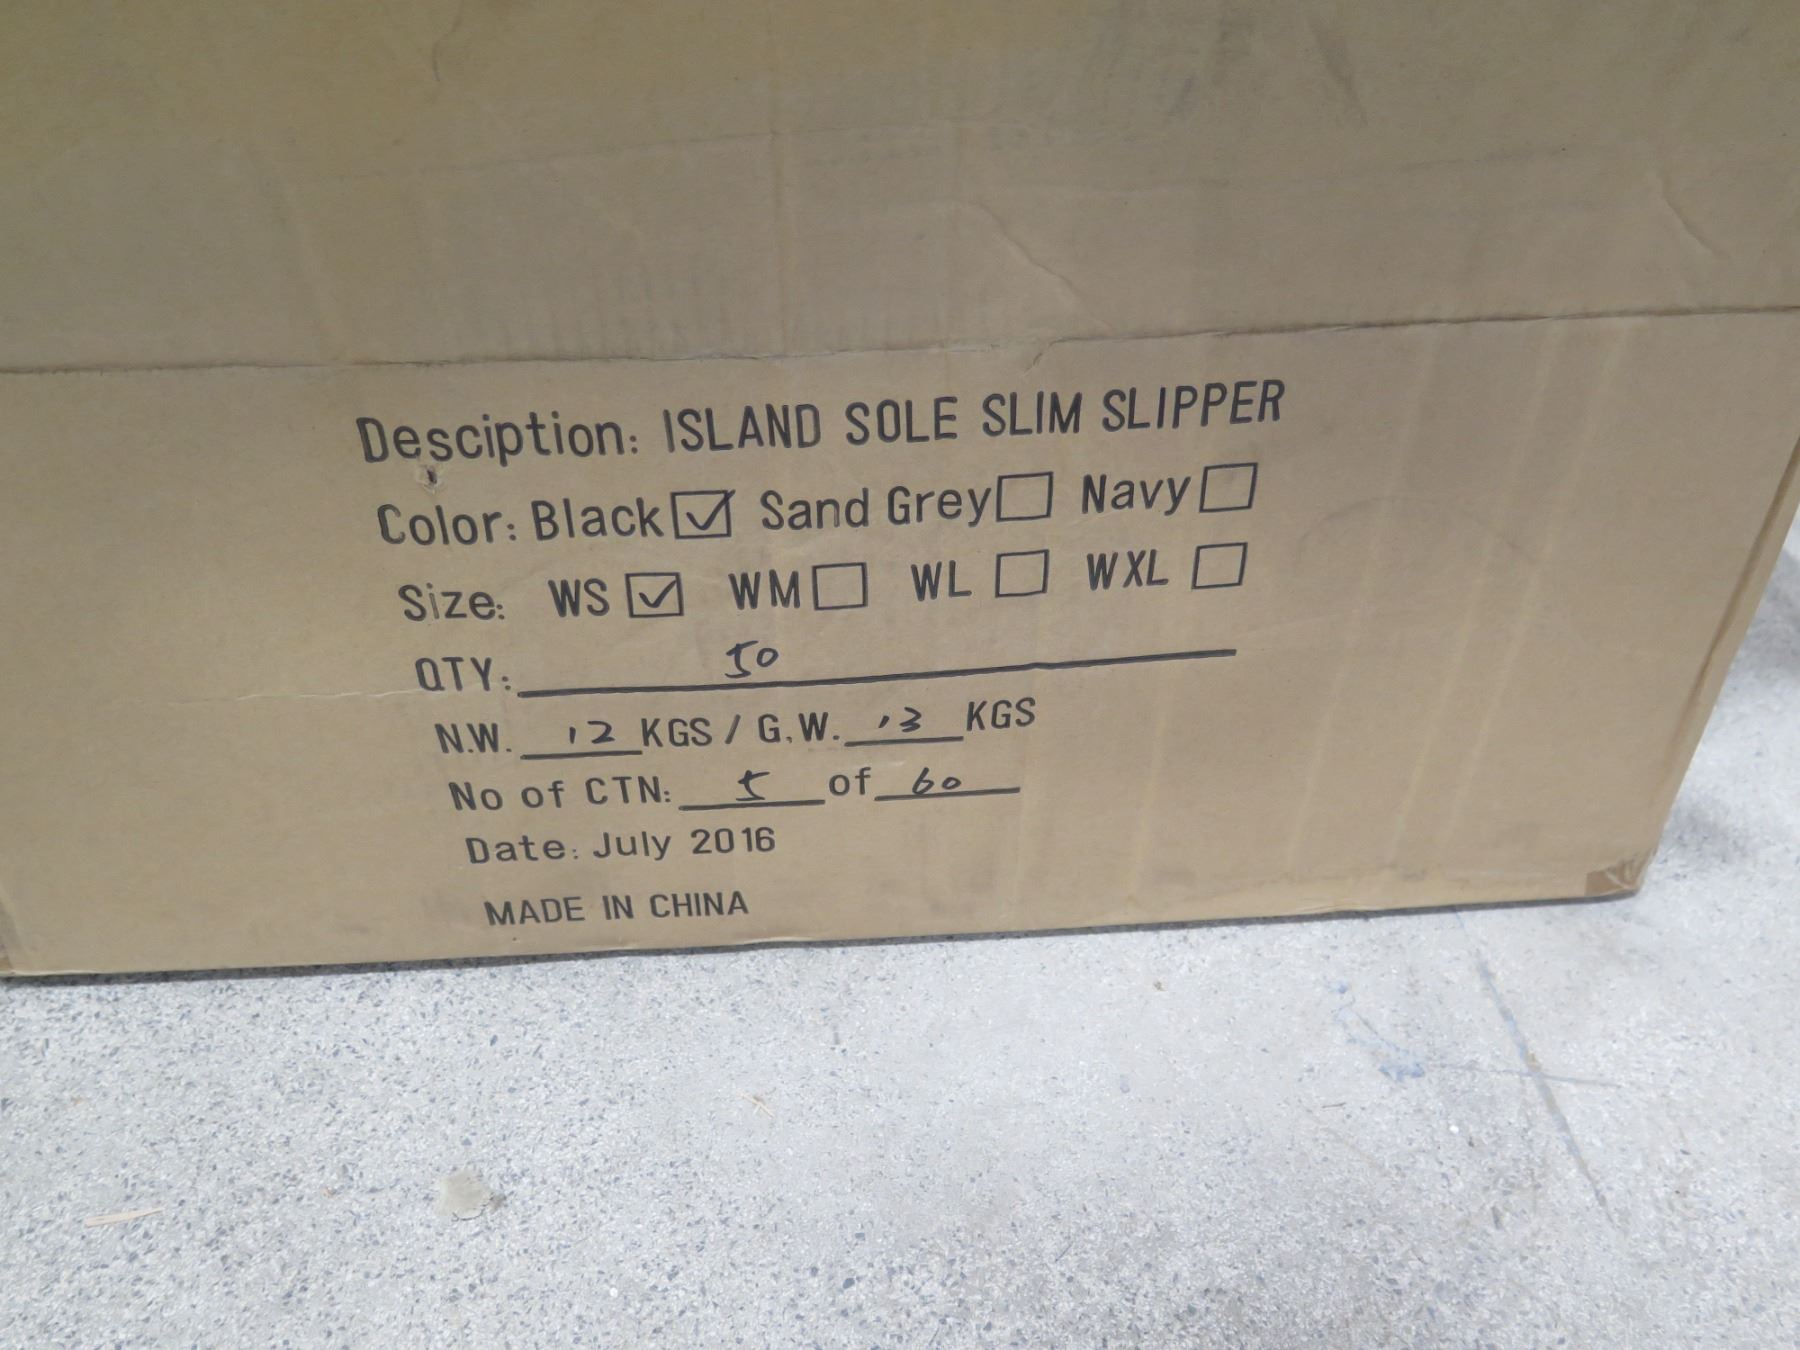 Desciption: ISLAND SOLE SLIM SLIPPER
Color: Black☑ Sand Grey☐ Navy☐
Size: WS☑ WM☐ WL☐ WXL☐
QTY: 50
N.W. 12 KGS / G.W. 13 KGS
No of CTN: 5 of 60
Date: July 2016
MADE IN CHINA